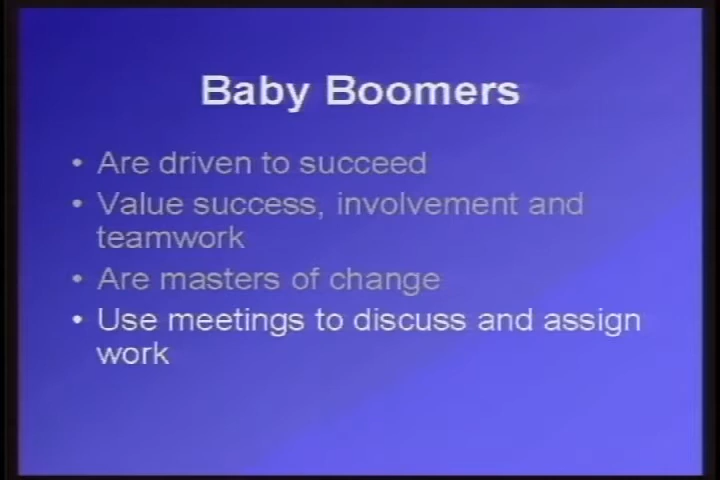 Baby Boomers
• Are driven to succeed
• Value success, involvement and
teamwork
• Are masters of change
• Use meetings to discuss and assign
work